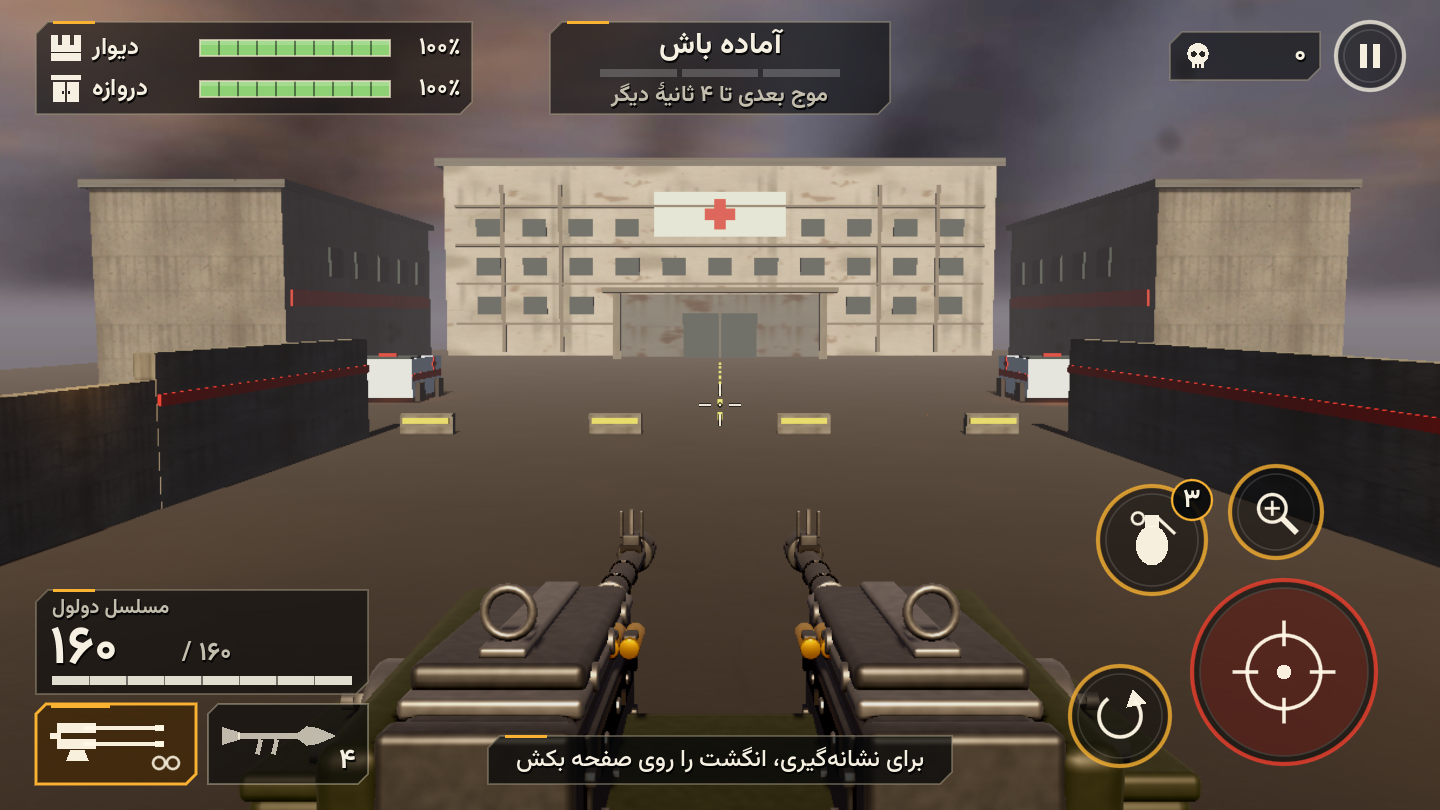 دیوار ۱۰۰٪
دروازه ۱۰۰٪
آماده باش
موج بعدی تا ۴ ثانیهٔ دیگر
۰
۳
مسلسل دولول
۱۶۰ / ۱۶۰
∞
۴
برای نشانه‌گیری، انگشت را روی صفحه بکش